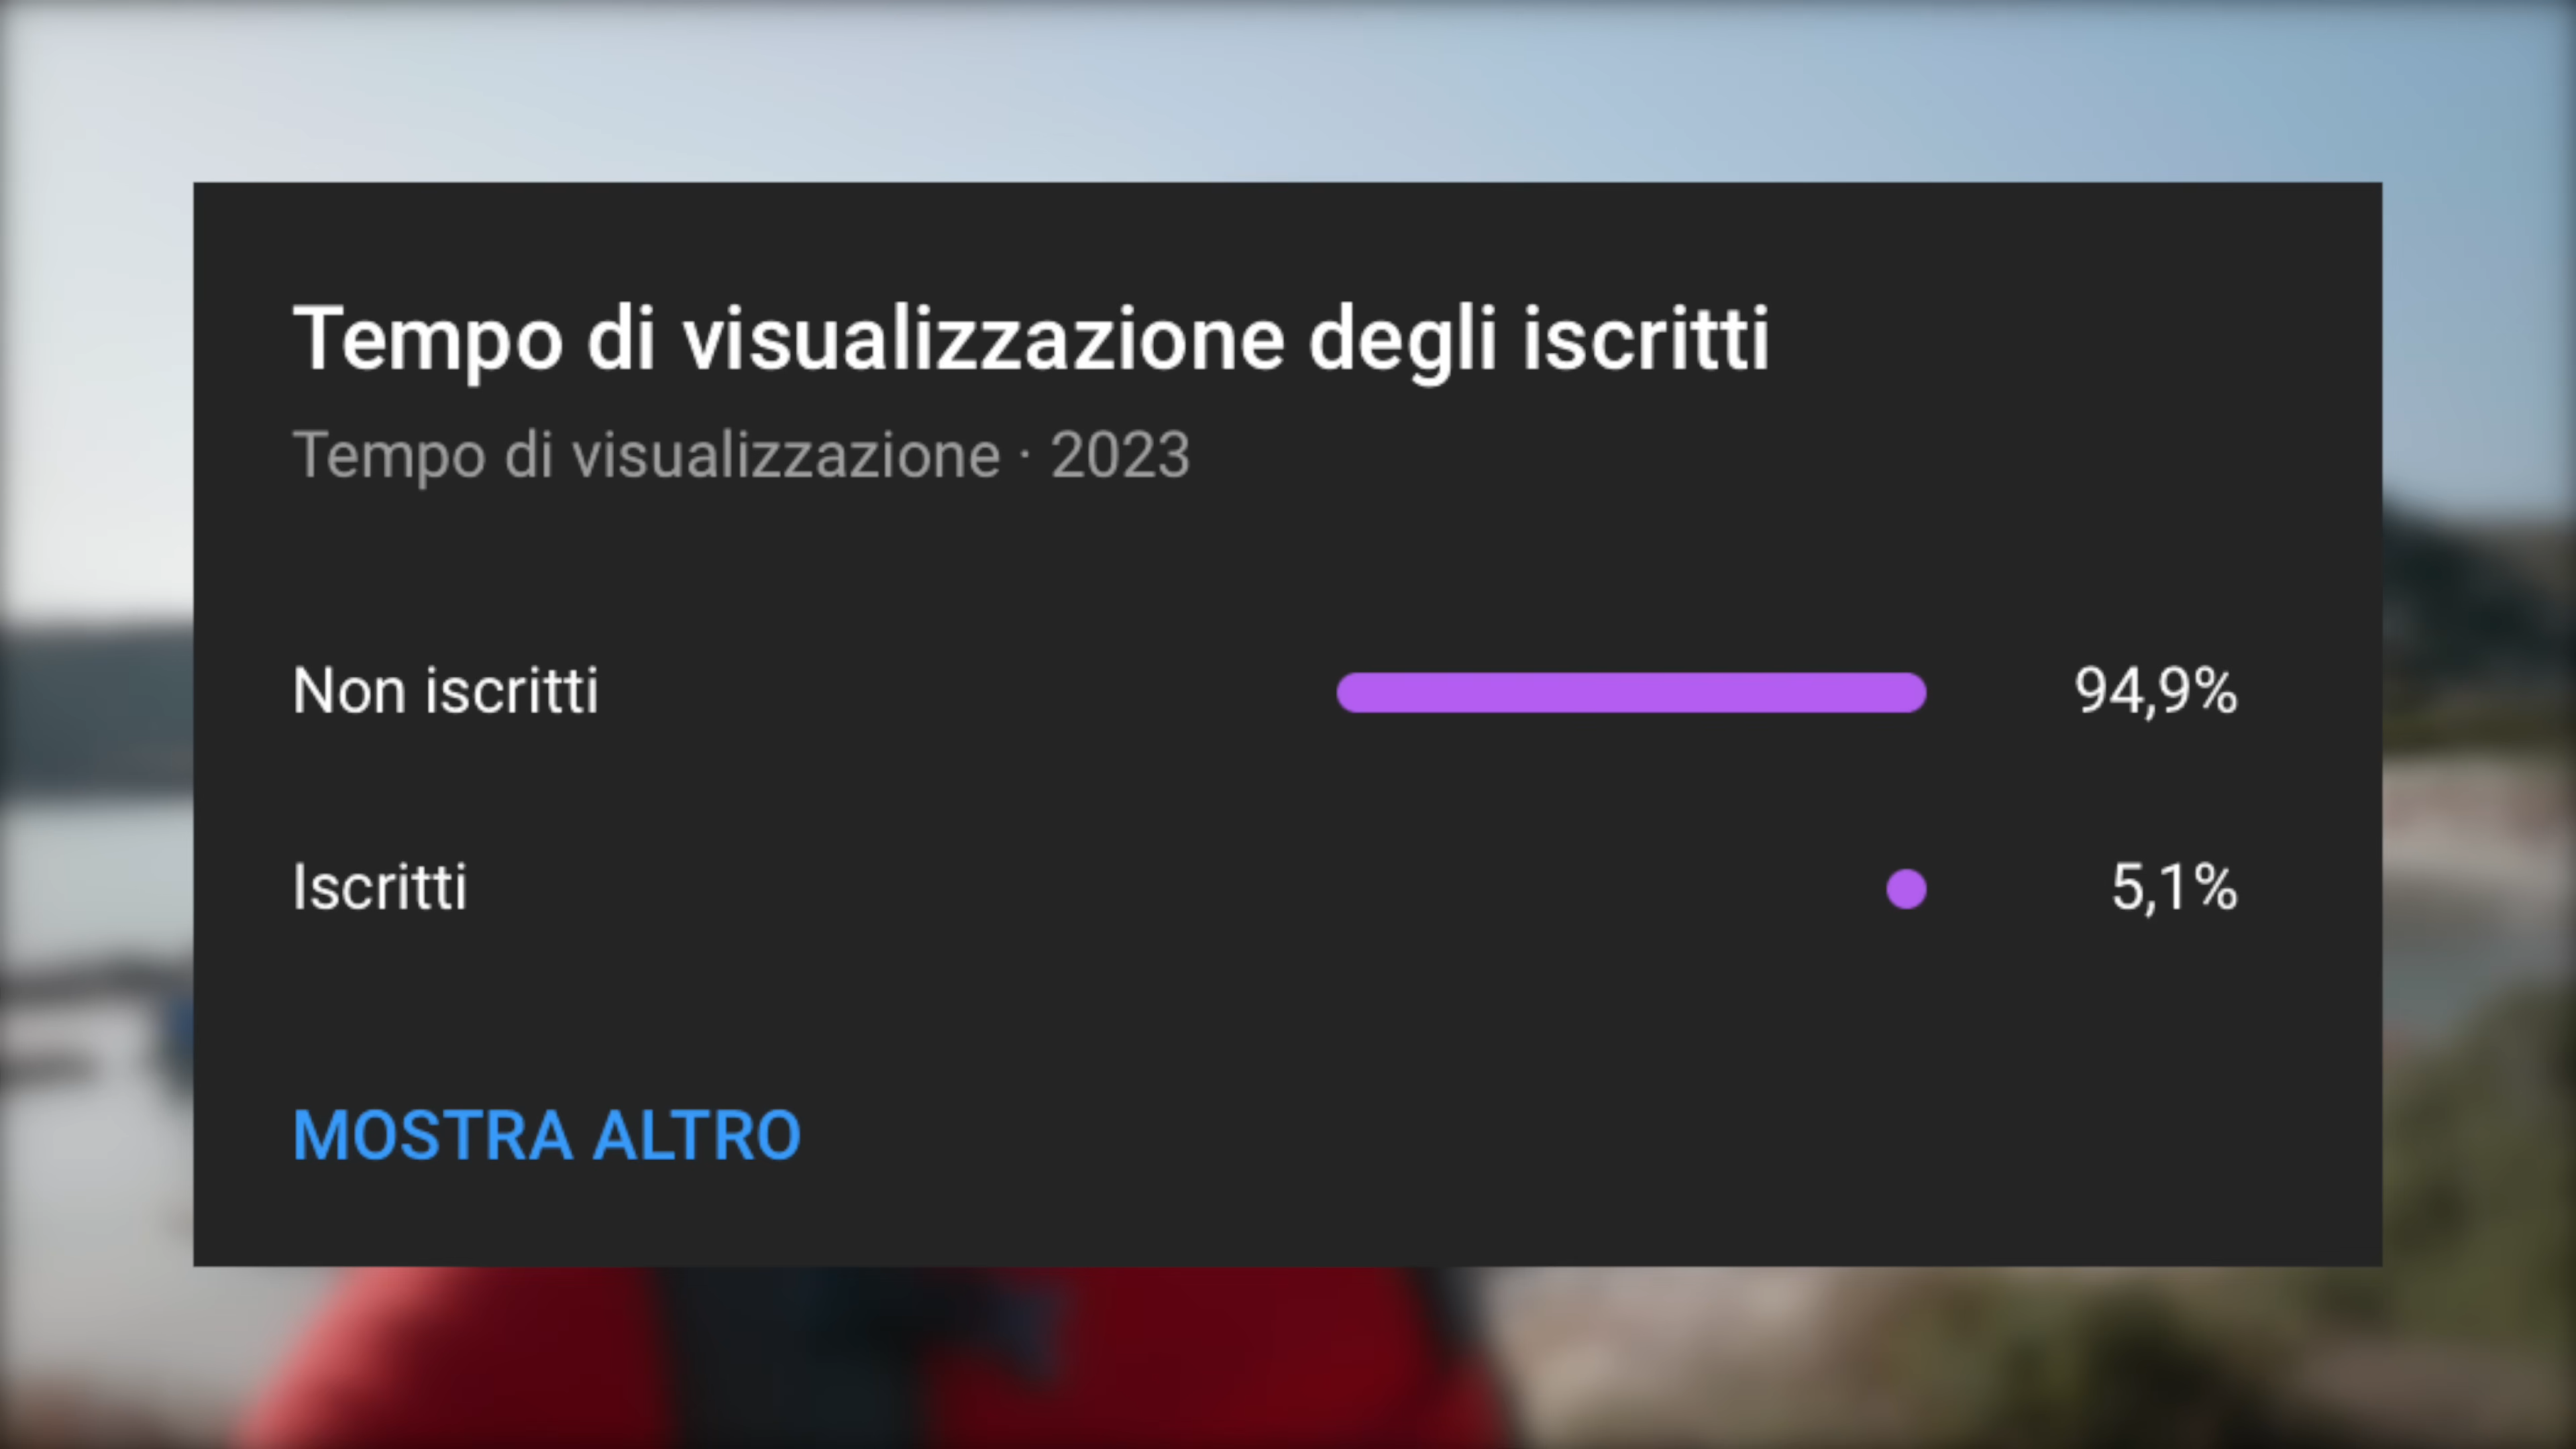 Tempo di visualizzazione degli iscritti
Tempo di visualizzazione · 2023
Non iscritti 94,9%
Iscritti 5,1%
MOSTRA ALTRO